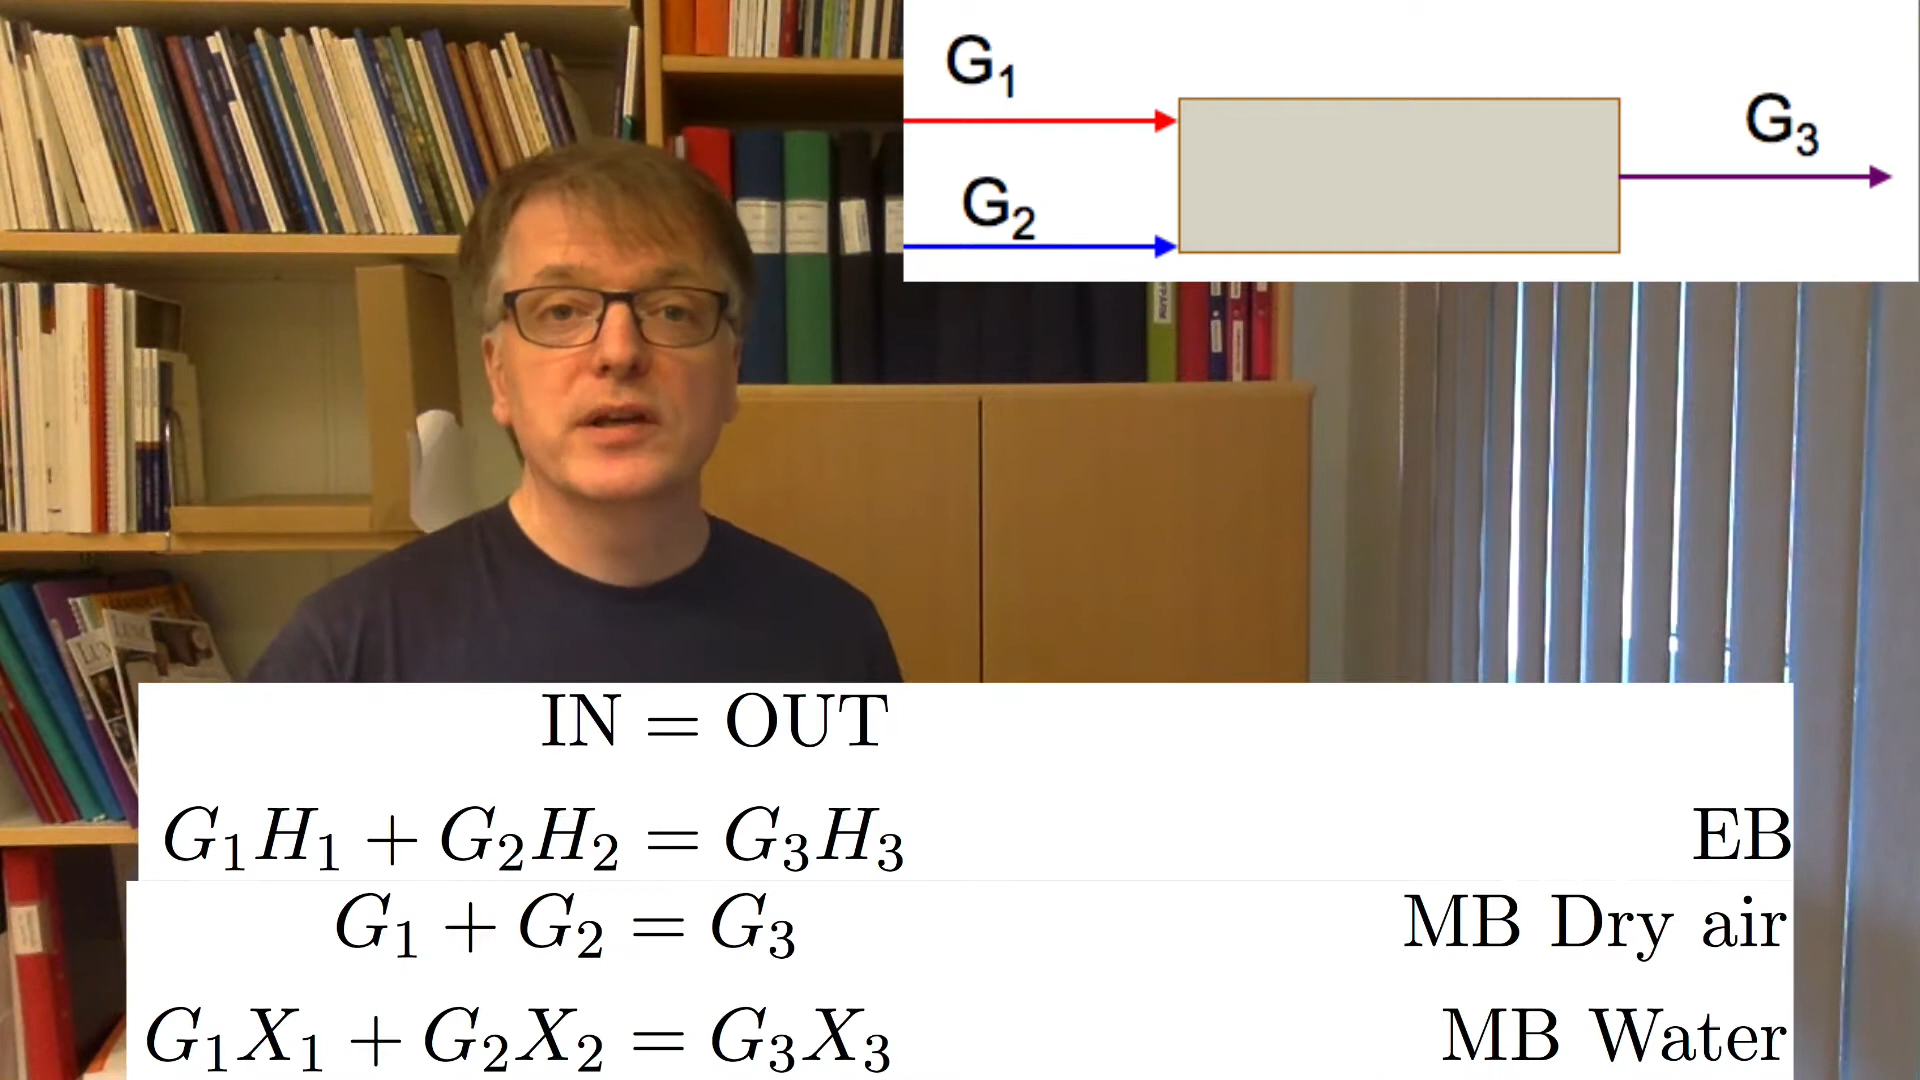 G₁
G₃
G₂
IN = OUT
G₁H₁ + G₂H₂ = G₃H₃ EB
G₁ + G₂ = G₃ MB Dry air
G₁X₁ + G₂X₂ = G₃X₃ MB Water